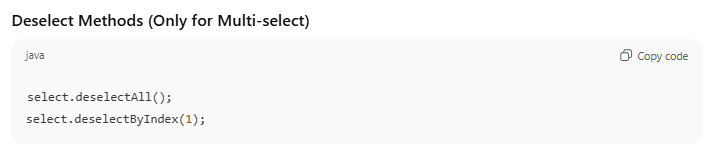 Deselect Methods (Only for Multi-select)
java
Copy code
select.deselectAll();
select.deselectByIndex(1);